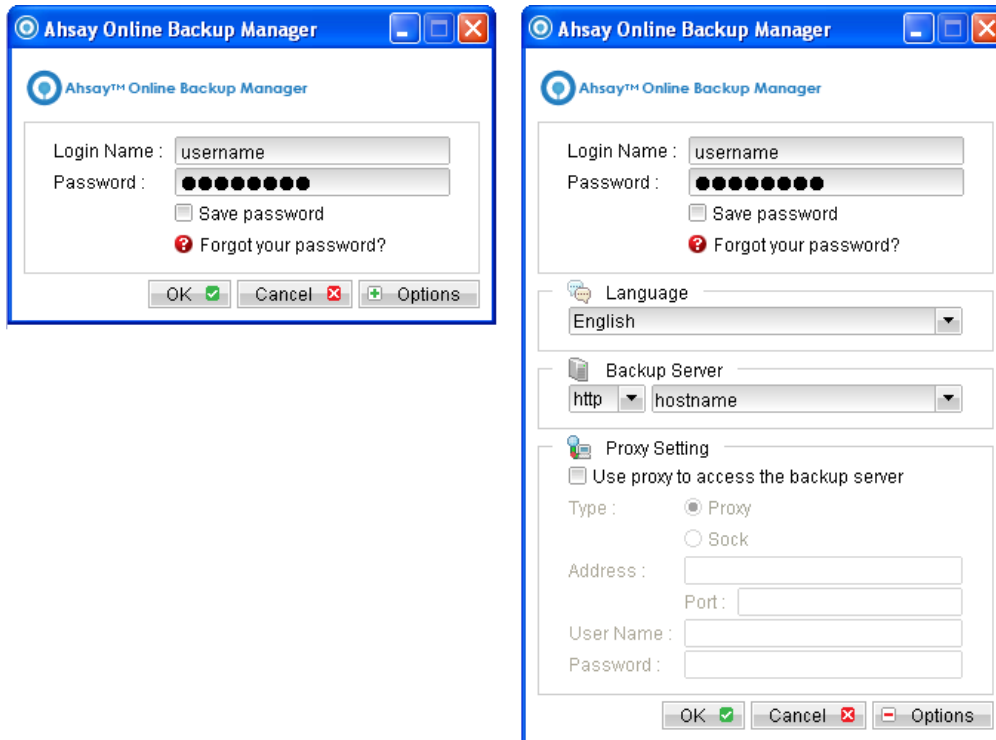 Ahsay Online Backup Manager
Ahsay™ Online Backup Manager
Login Name : username
Password :
Save password
Forgot your password?
OK Cancel Options
Ahsay Online Backup Manager
Ahsay™ Online Backup Manager
Login Name : username
Password :
Save password
Forgot your password?
Language
English
Backup Server
http hostname
Proxy Setting
Use proxy to access the backup server
Type : Proxy
Sock
Address :
Port :
User Name :
Password :
OK Cancel Options